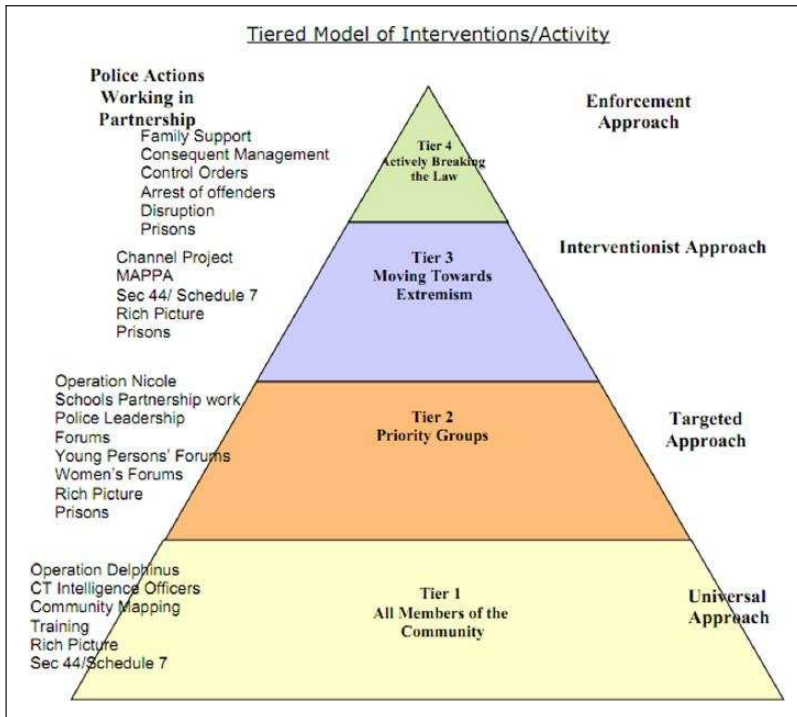 Tiered Model of Interventions/Activity
Police Actions
Working in
Partnership
Family Support
Consequent Management
Control Orders
Arrest of offenders
Disruption
Prisons
Tier 4
Actively Breaking
the Law
Enforcement
Approach
Channel Project
MAPPA
Sec 44/ Schedule 7
Rich Picture
Prisons
Tier 3
Moving Towards
Extremism
Interventionist Approach
Operation Nicole
Schools Partnership work
Police Leadership
Forums
Young Persons' Forums
Women's Forums
Rich Picture
Prisons
Tier 2
Priority Groups
Targeted
Approach
Operation Delphinus
CT Intelligence Officers
Community Mapping
Training
Rich Picture
Sec 44/Schedule 7
Tier 1
All Members of the
Community
Universal
Approach